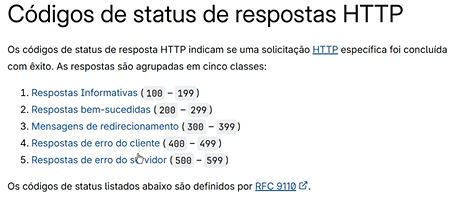 Códigos de status de respostas HTTP
Os códigos de status de resposta HTTP indicam se uma solicitação HTTP específica foi concluída
com êxito. As respostas são agrupadas em cinco classes:
1. Respostas Informativas ( 100 – 199 )
2. Respostas bem-sucedidas ( 200 – 299 )
3. Mensagens de redirecionamento ( 300 – 399 )
4. Respostas de erro do cliente ( 400 – 499 )
5. Respostas de erro do servidor ( 500 – 599 )
Os códigos de status listados abaixo são definidos por RFC 9110.